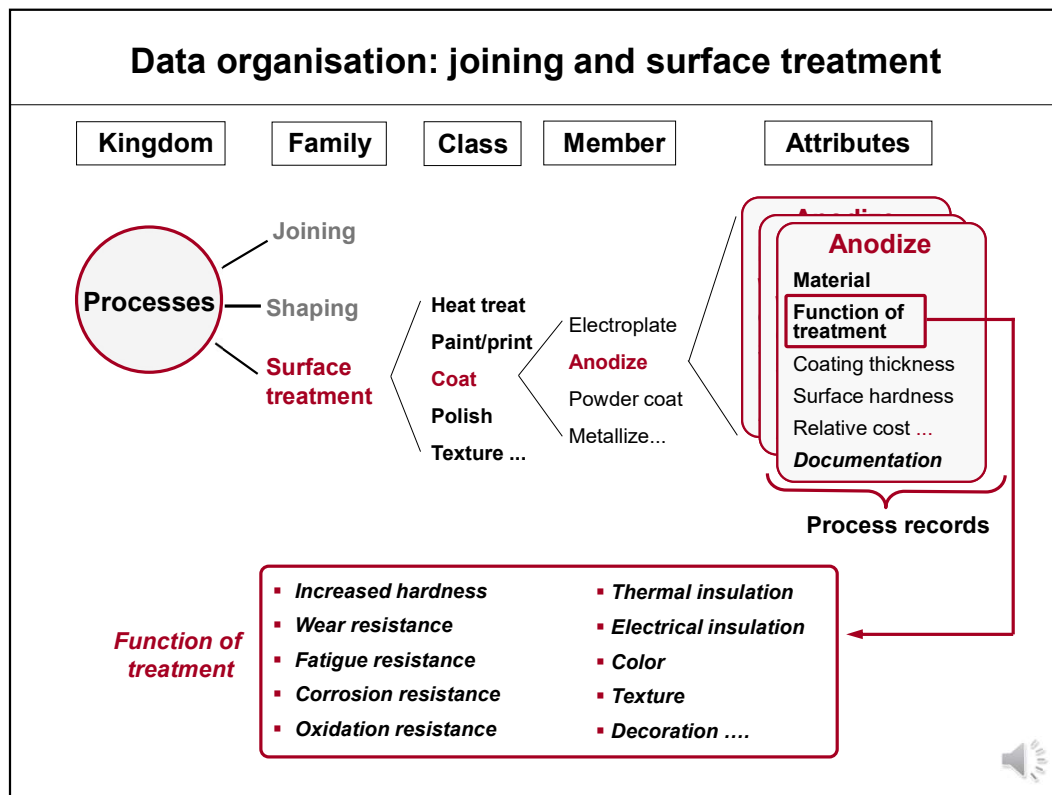 Data organisation: joining and surface treatment
Kingdom
Family
Class
Member
Attributes
Processes
Joining
Shaping
Surface
treatment
Heat treat
Paint/print
Coat
Polish
Texture ...
Electroplate
Anodize
Powder coat
Metallize...
Anodize
Anodize
Material
Function of
treatment
Coating thickness
Surface hardness
Relative cost ...
Documentation
Process records
Function of
treatment
▪ Increased hardness
▪ Wear resistance
▪ Fatigue resistance
▪ Corrosion resistance
▪ Oxidation resistance
▪ Thermal insulation
▪ Electrical insulation
▪ Color
▪ Texture
▪ Decoration ....